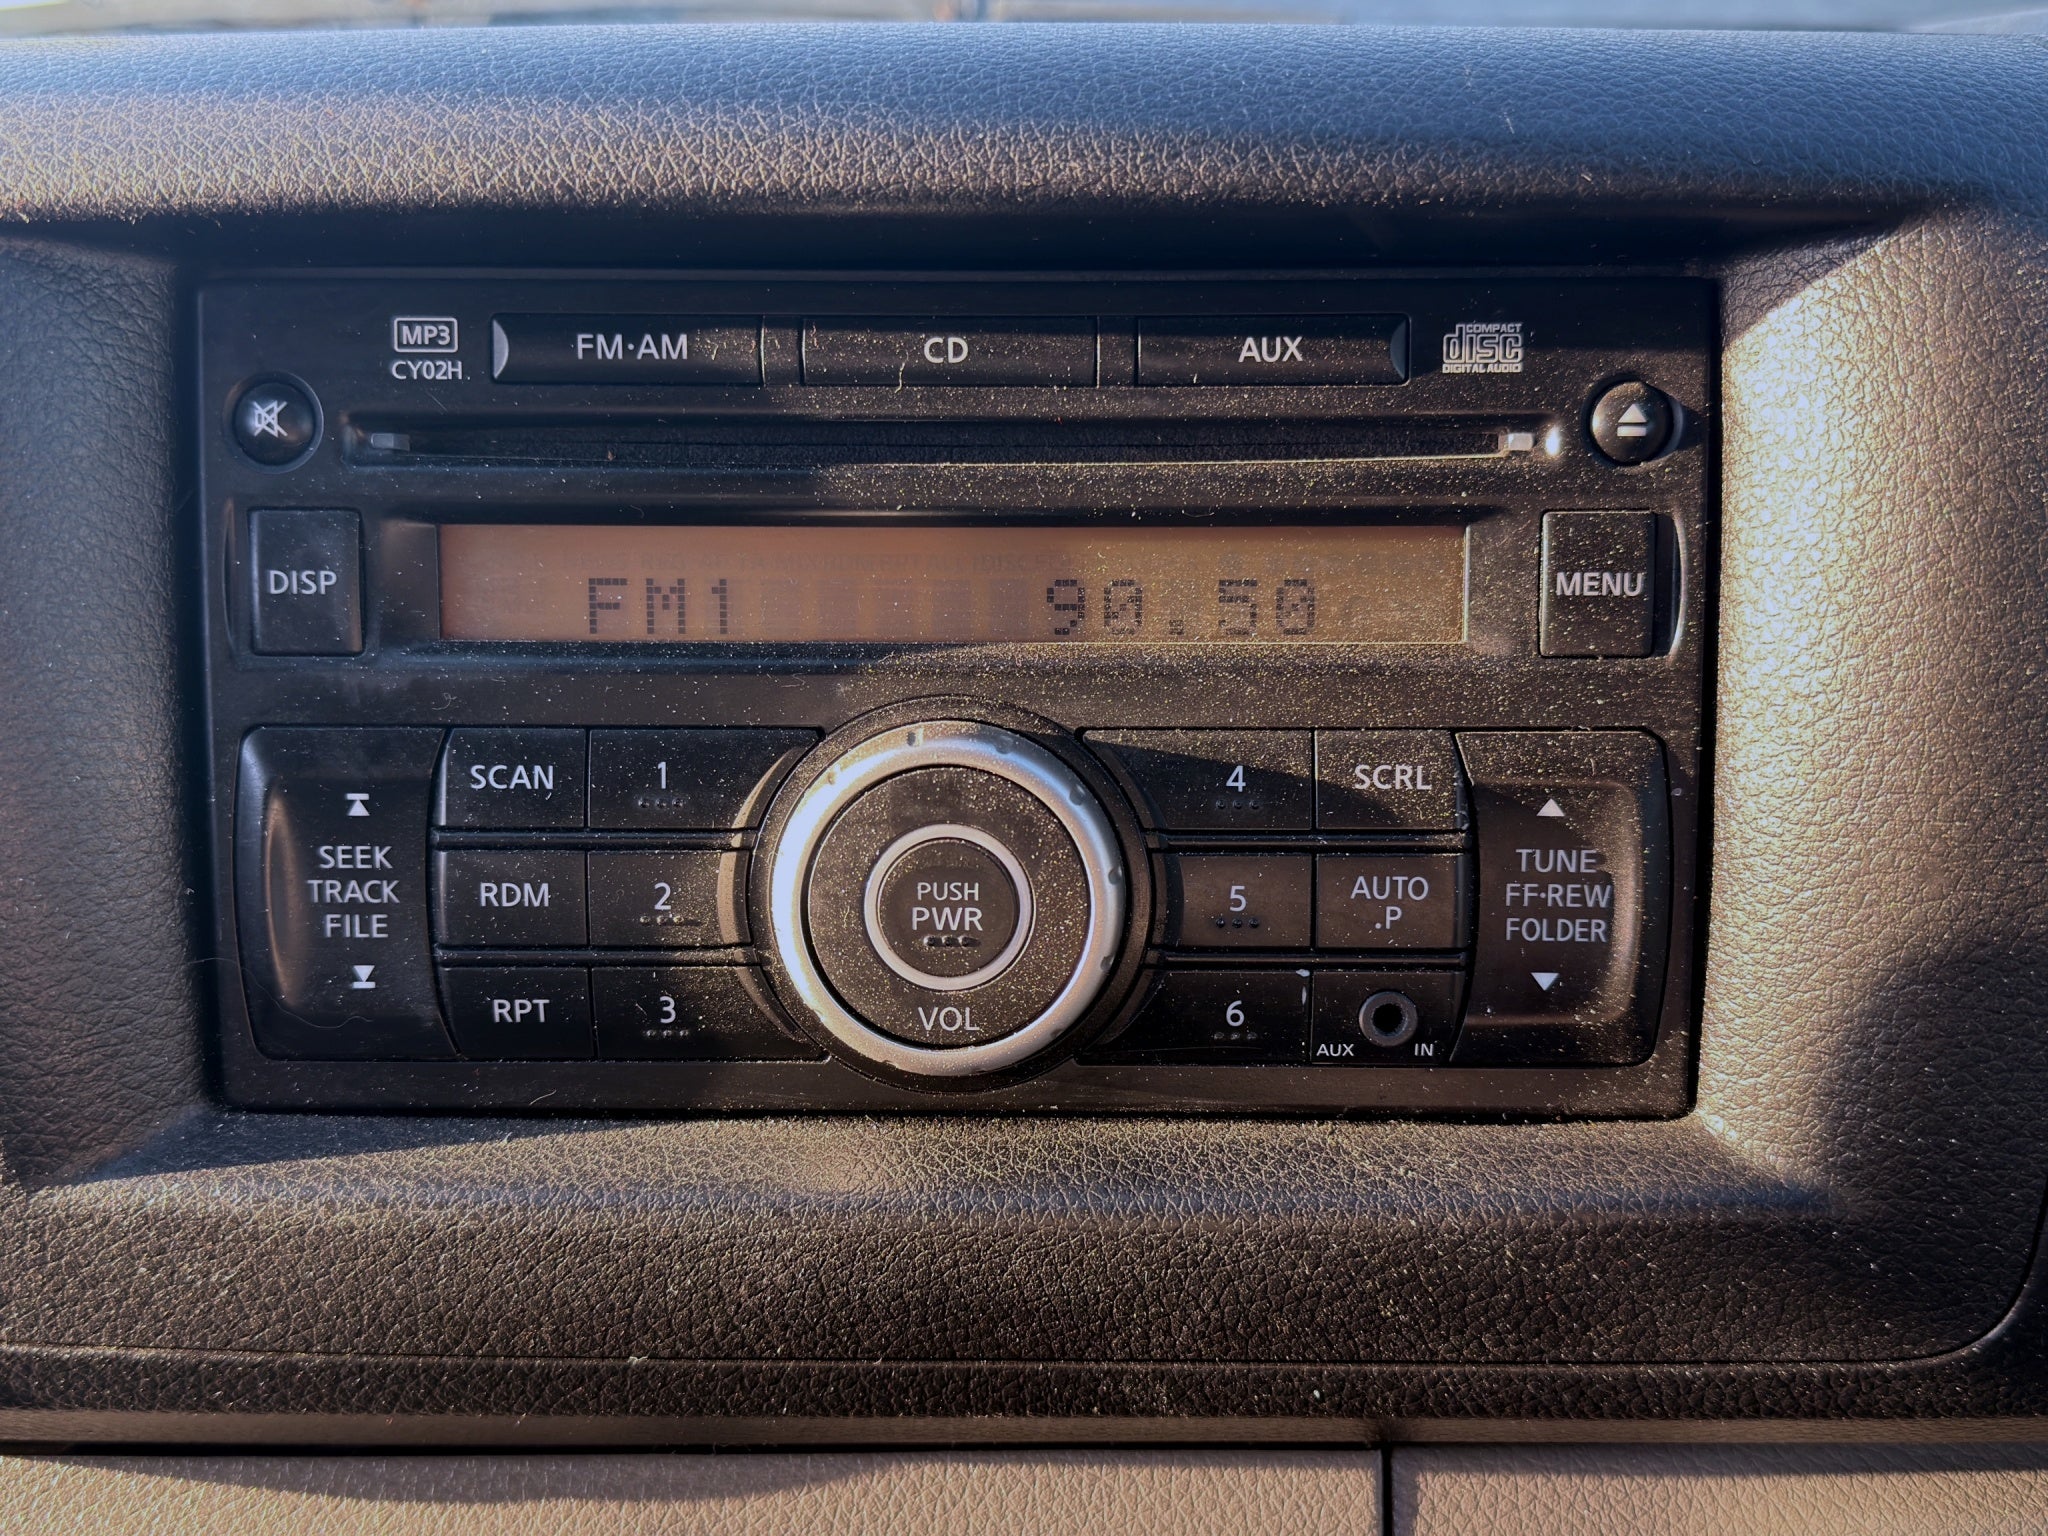 MP3
CY02H
FM·AM
CD
AUX
COMPACT
disc
DIGITAL AUDIO
DISP
FM1 90.50
MENU
SEEK
TRACK
FILE
SCAN
1
RDM
2
RPT
3
PUSH
PWR
VOL
4
SCRL
5
AUTO
.P
6
AUX IN
TUNE
FF·REW
FOLDER